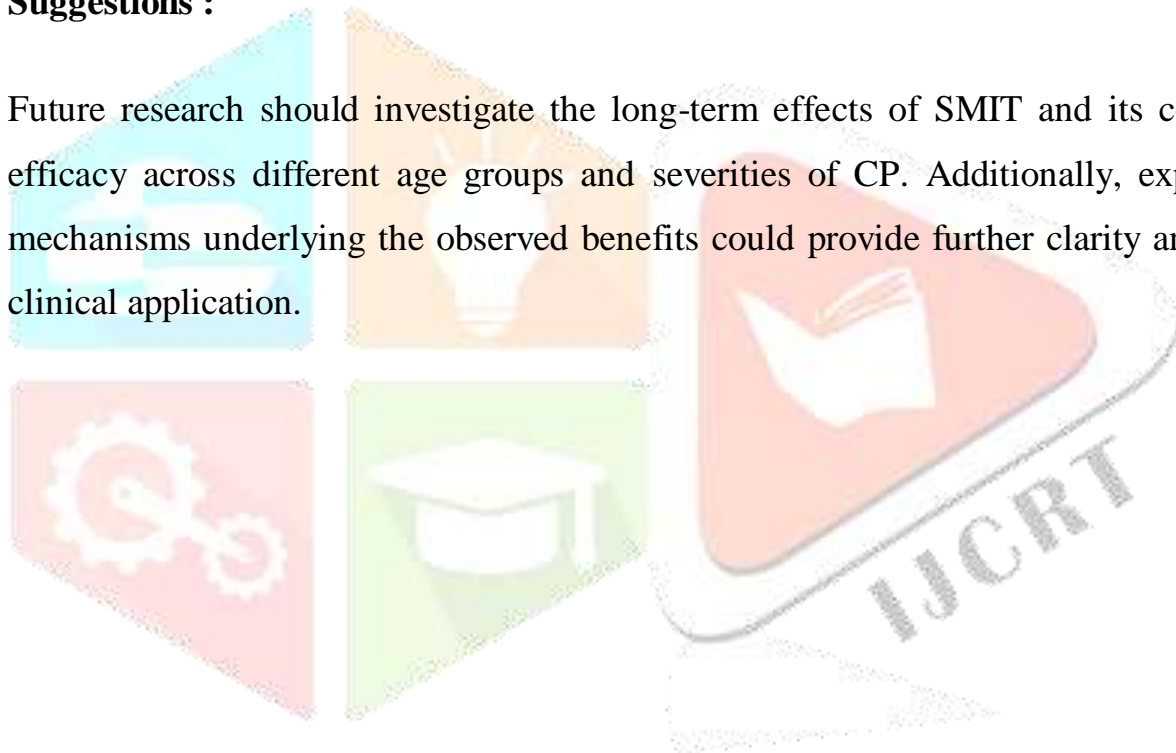 Suggestions :
Future research should investigate the long-term effects of SMIT and its
efficacy across different age groups and severities of CP. Additionally,
mechanisms underlying the observed benefits could provide further clarity
clinical application.
IJCRT